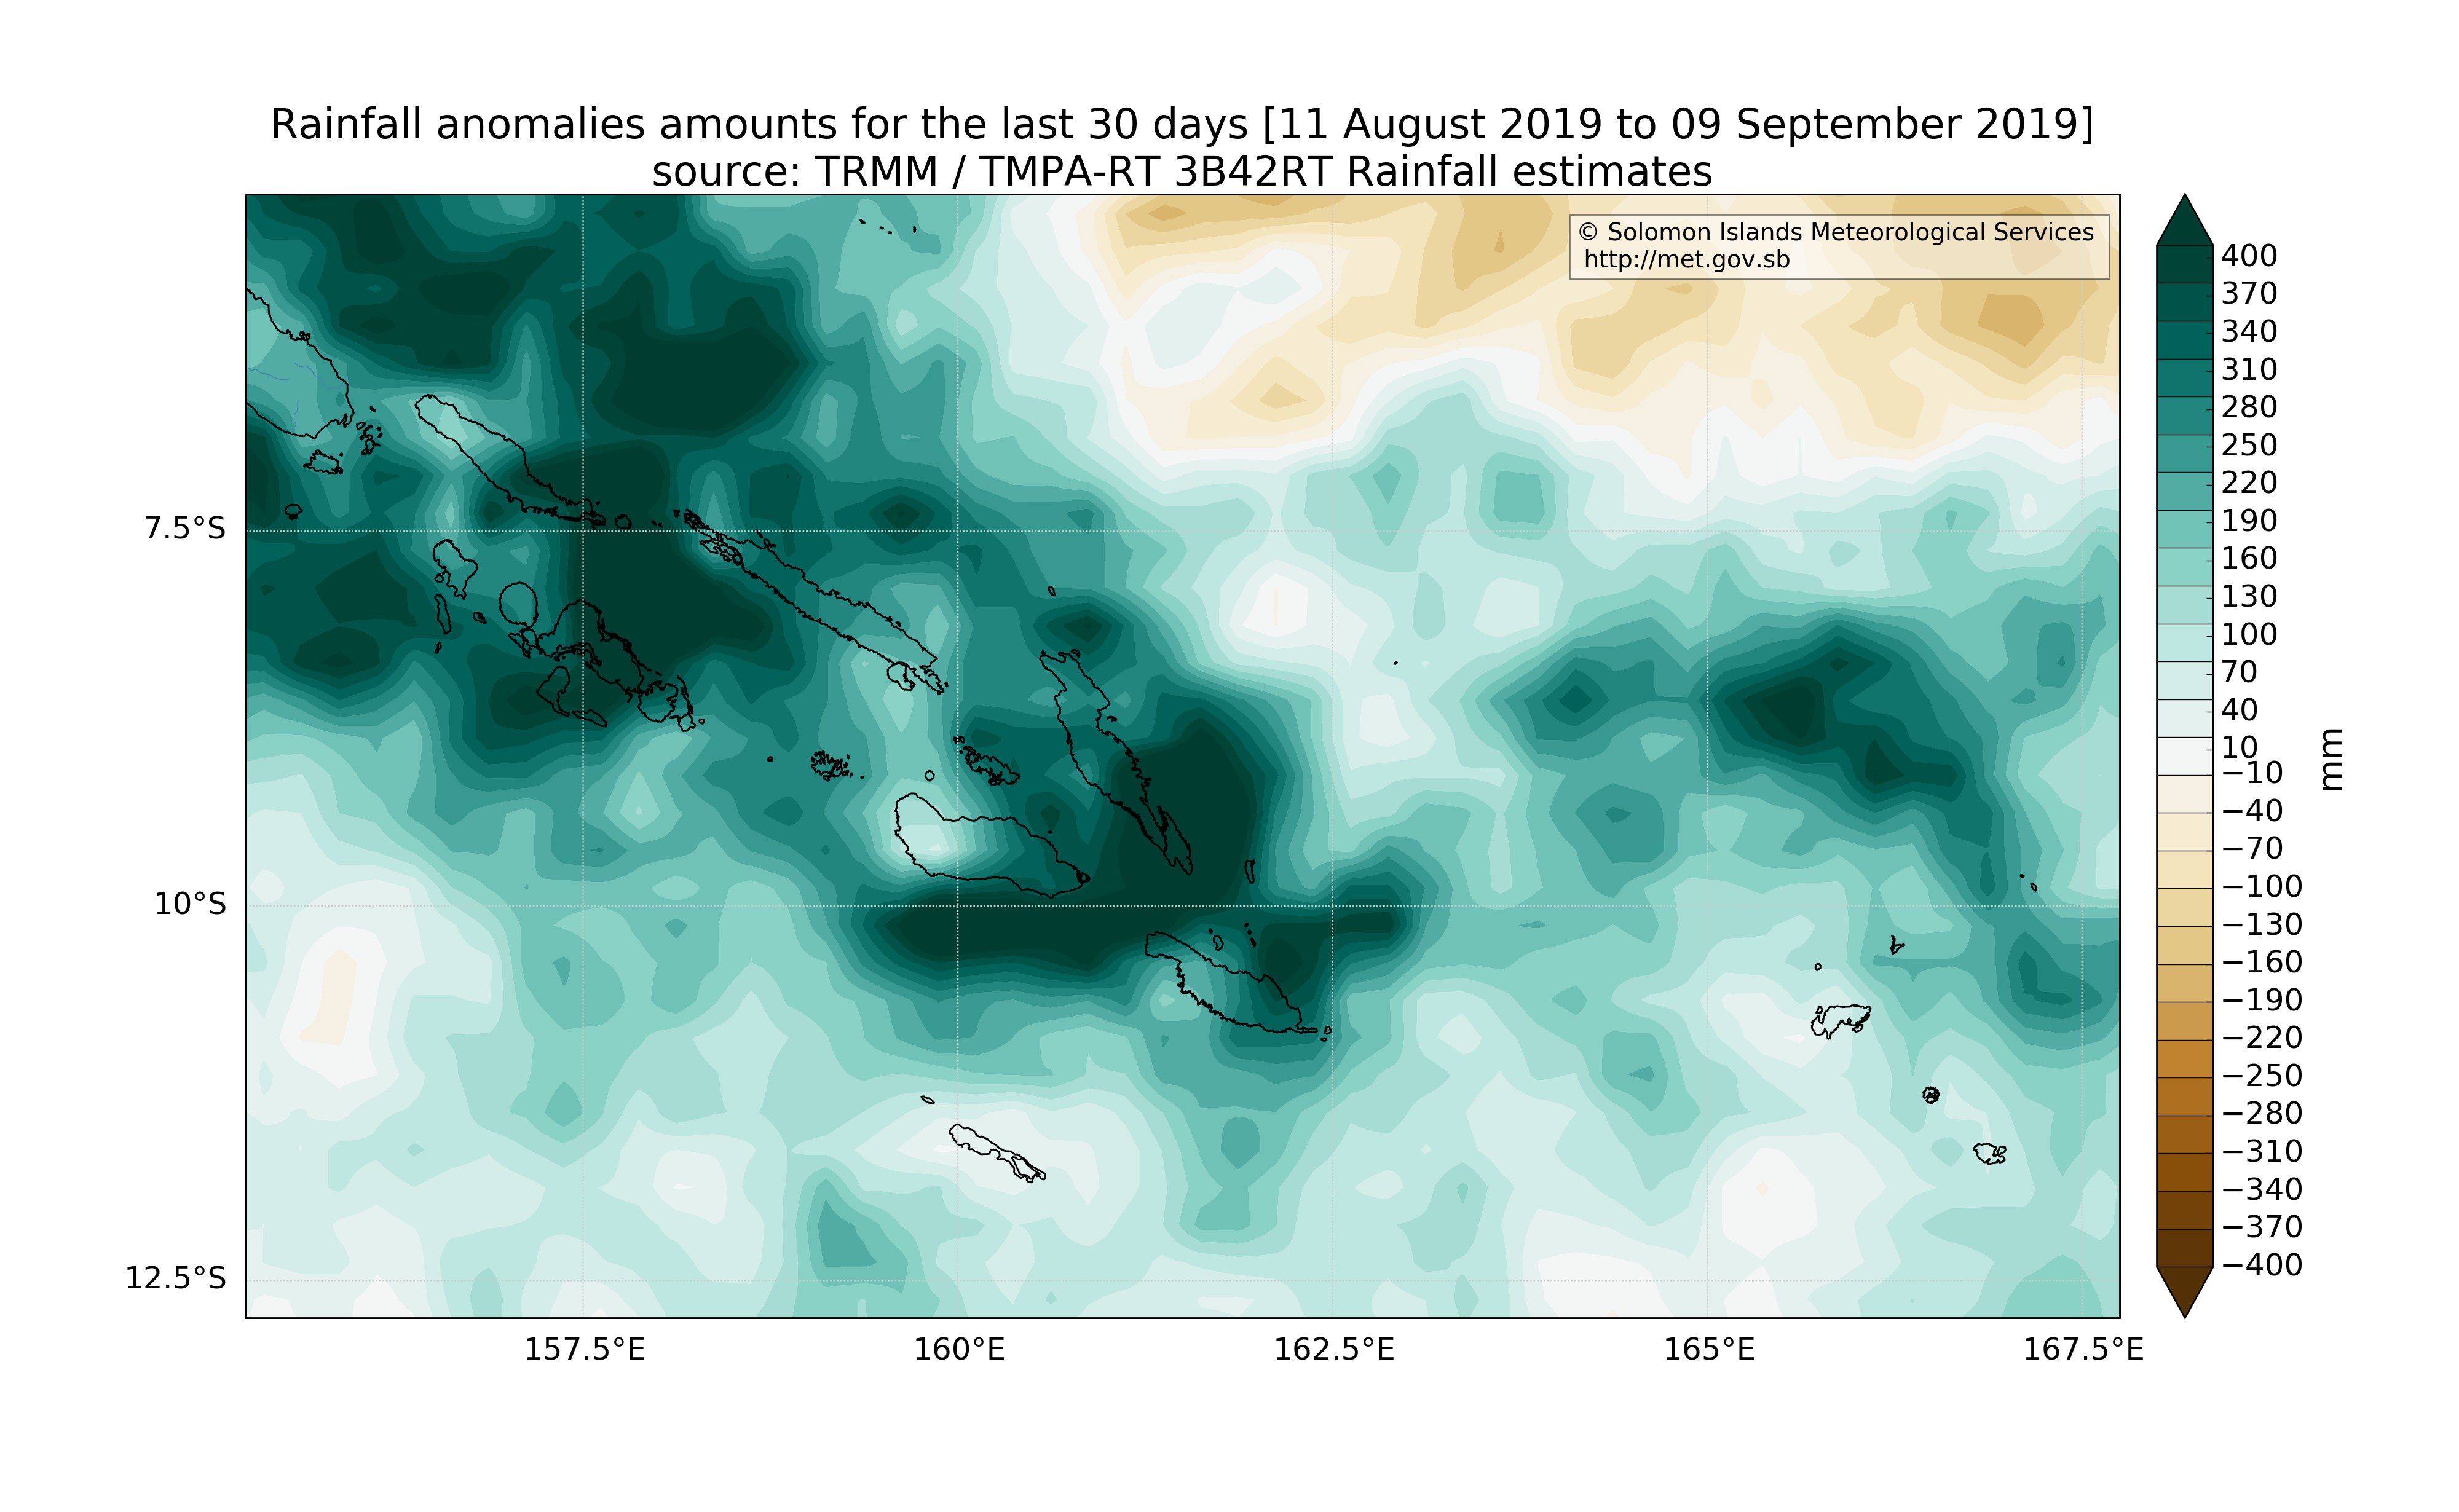 Rainfall anomalies amounts for the last 30 days [11 August 2019 to 09 September 2019]
source: TRMM / TMPA-RT 3B42RT Rainfall estimates
© Solomon Islands Meteorological Services
http://met.gov.sb
7.5°S
10°S
12.5°S
157.5°E
160°E
162.5°E
165°E
167.5°E
400
370
340
310
280
250
220
190
160
130
100
70
40
10
−10
−40
−70
−100
−130
−160
−190
−220
−250
−280
−310
−340
−370
−400
mm